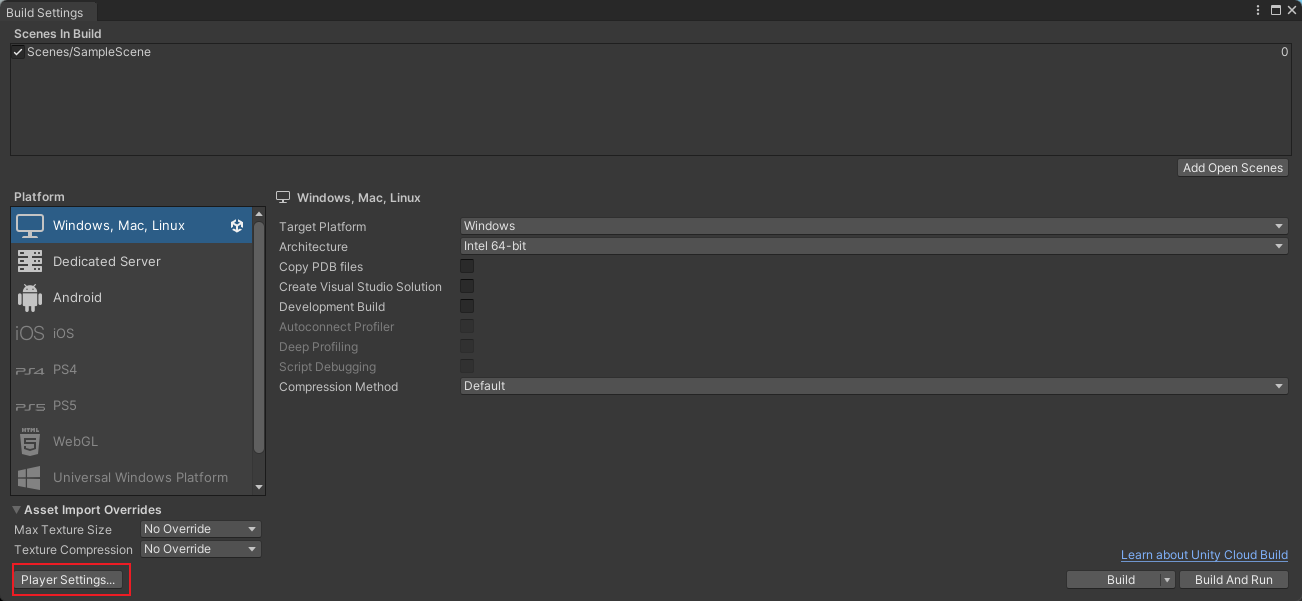 Build Settings
Scenes In Build
Scenes/SampleScene 0
Add Open Scenes
Platform
Windows, Mac, Linux
Dedicated Server
Android
iOS iOS
PS4 PS4
PS5 PS5
HTML 5 WebGL
Universal Windows Platform
Windows, Mac, Linux
Target Platform Windows
Architecture Intel 64-bit
Copy PDB files
Create Visual Studio Solution
Development Build
Autoconnect Profiler
Deep Profiling
Script Debugging
Compression Method Default
Asset Import Overrides
Max Texture Size No Override
Texture Compression No Override
Learn about Unity Cloud Build
Player Settings... Build Build And Run